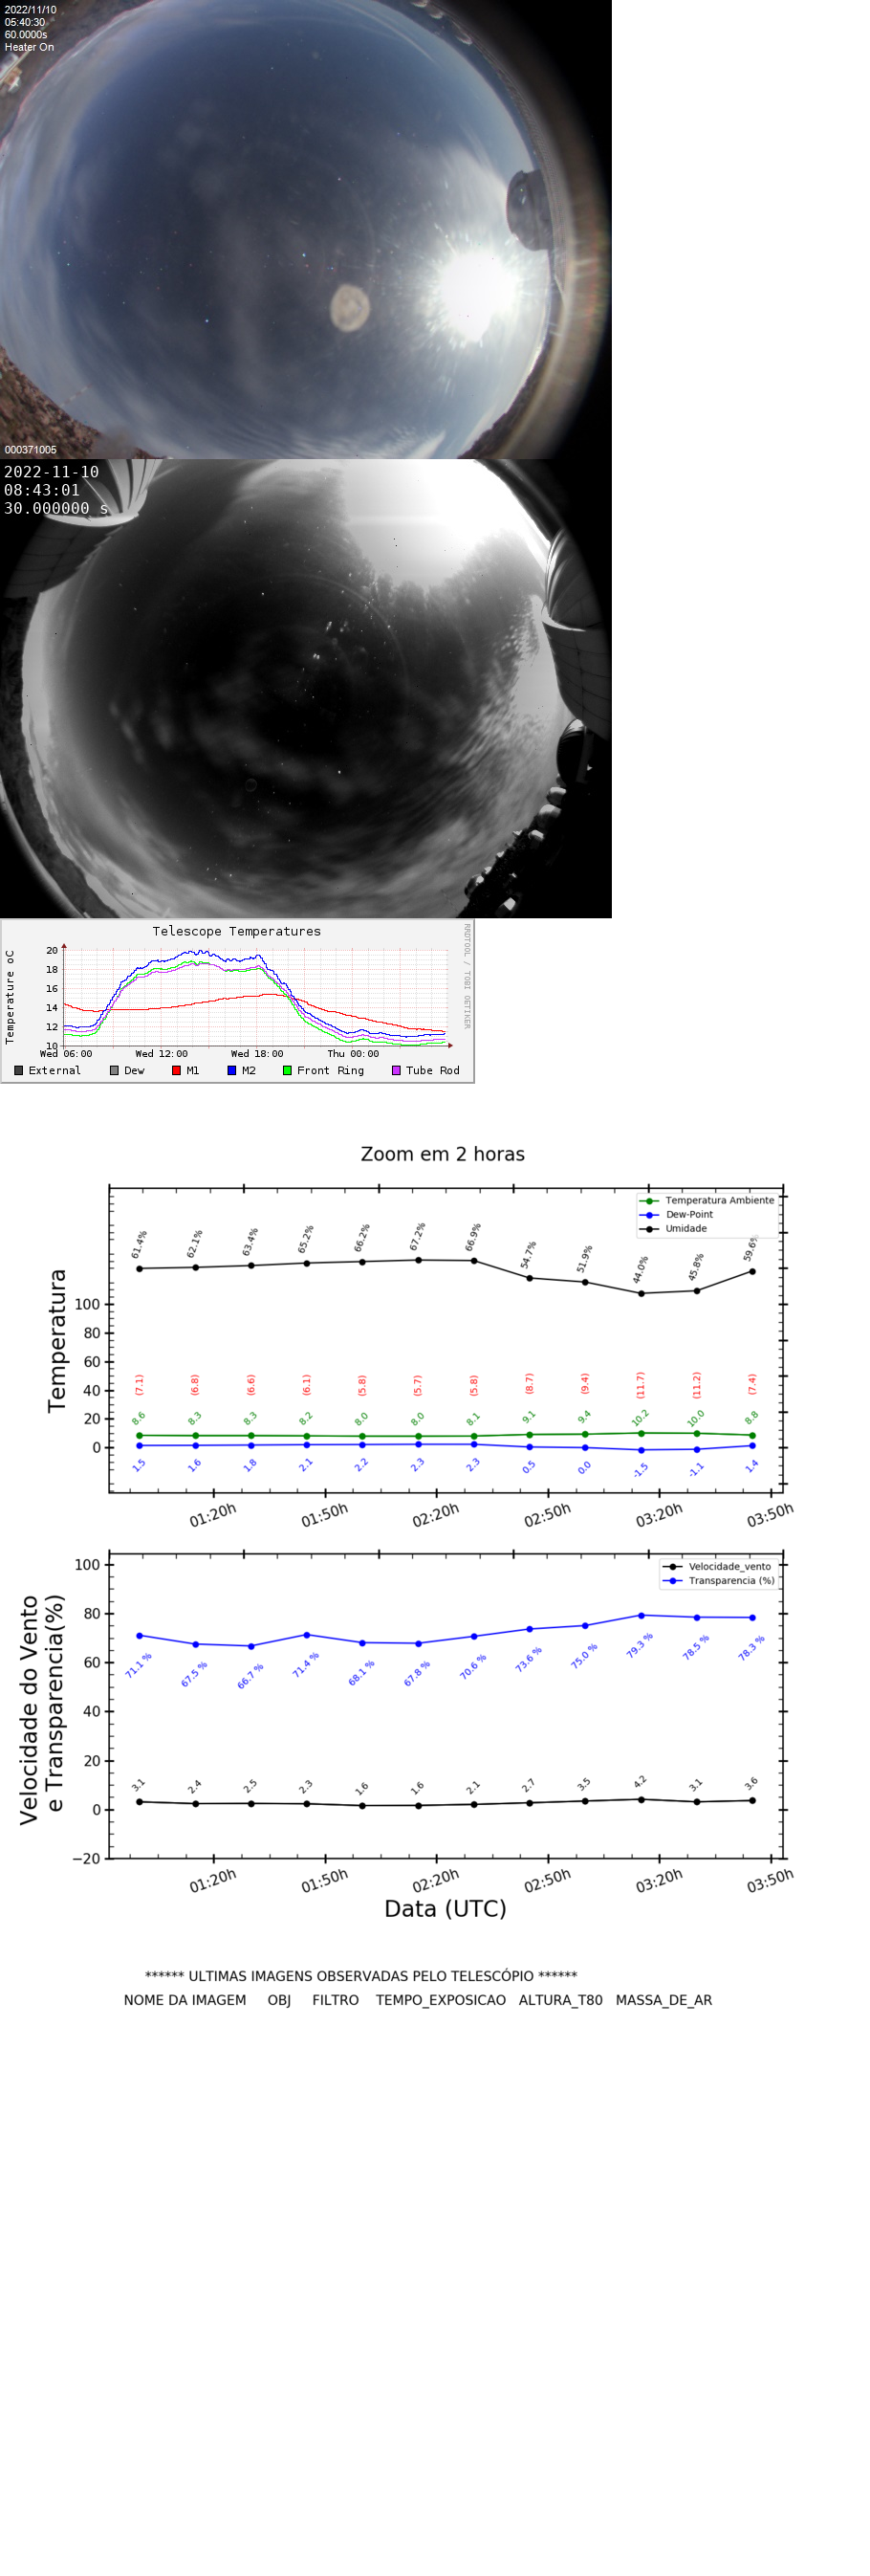 2022/11/10
05:40:30
60.0000s
Heater On
000371005
2022-11-10
08:43:01
30.000000 s
Telescope Temperatures
RRDTOOL / TOBI OETIKER
Temperature oC
20
18
16
14
12
10
Wed 06:00 Wed 12:00 Wed 18:00 Thu 00:00
External Dew M1 M2 Front Ring Tube Rod
Zoom em 2 horas
Temperatura Ambiente
Dew-Point
Umidade
Temperatura
61.4% 62.1% 63.4% 65.2% 66.2% 67.2% 66.9% 54.7% 51.9% 44.0% 45.8% 59.6%
100
80
60
40
20
0
(7.1) (6.8) (6.6) (6.1) (5.8) (5.7) (5.8) (8.7) (9.4) (11.7) (11.2) (7.4)
8.6 8.3 8.3 8.2 8.0 8.0 8.1 9.1 9.4 10.2 10.0 8.8
1.5 1.6 1.8 2.1 2.2 2.3 2.3 0.5 0.0 -1.5 -1.1 1.4
01:20h 01:50h 02:20h 02:50h 03:20h 03:50h
Velocidade_vento
Transparencia (%)
Velocidade do Vento
e Transparencia(%)
100
80
60
40
20
0
−20
71.1 % 67.5 % 66.7 % 71.4 % 68.1 % 67.8 % 70.6 % 73.6 % 75.0 % 79.3 % 78.5 % 78.3 %
3.1 2.4 2.5 2.3 1.6 1.6 2.1 2.7 3.5 4.2 3.1 3.6
01:20h 01:50h 02:20h 02:50h 03:20h 03:50h
Data (UTC)
****** ULTIMAS IMAGENS OBSERVADAS PELO TELESCÓPIO ******
NOME DA IMAGEM OBJ FILTRO TEMPO_EXPOSICAO ALTURA_T80 MASSA_DE_AR